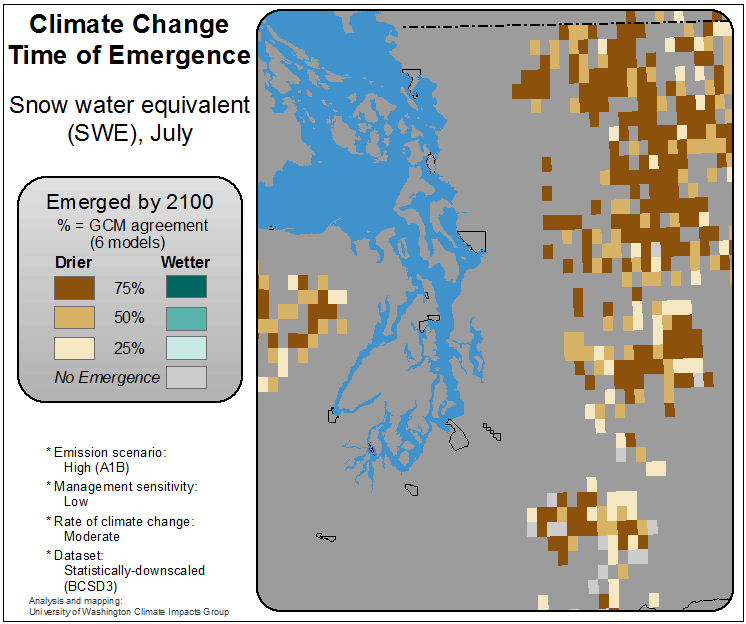 Climate Change
Time of Emergence
Snow water equivalent
(SWE), July
Emerged by 2100
% = GCM agreement
(6 models)
Drier Wetter
75%
50%
25%
No Emergence
* Emission scenario:
High (A1B)
* Management sensitivity:
Low
* Rate of climate change:
Moderate
* Dataset:
Statistically-downscaled
(BCSD3)
Analysis and mapping:
University of Washington Climate Impacts Group